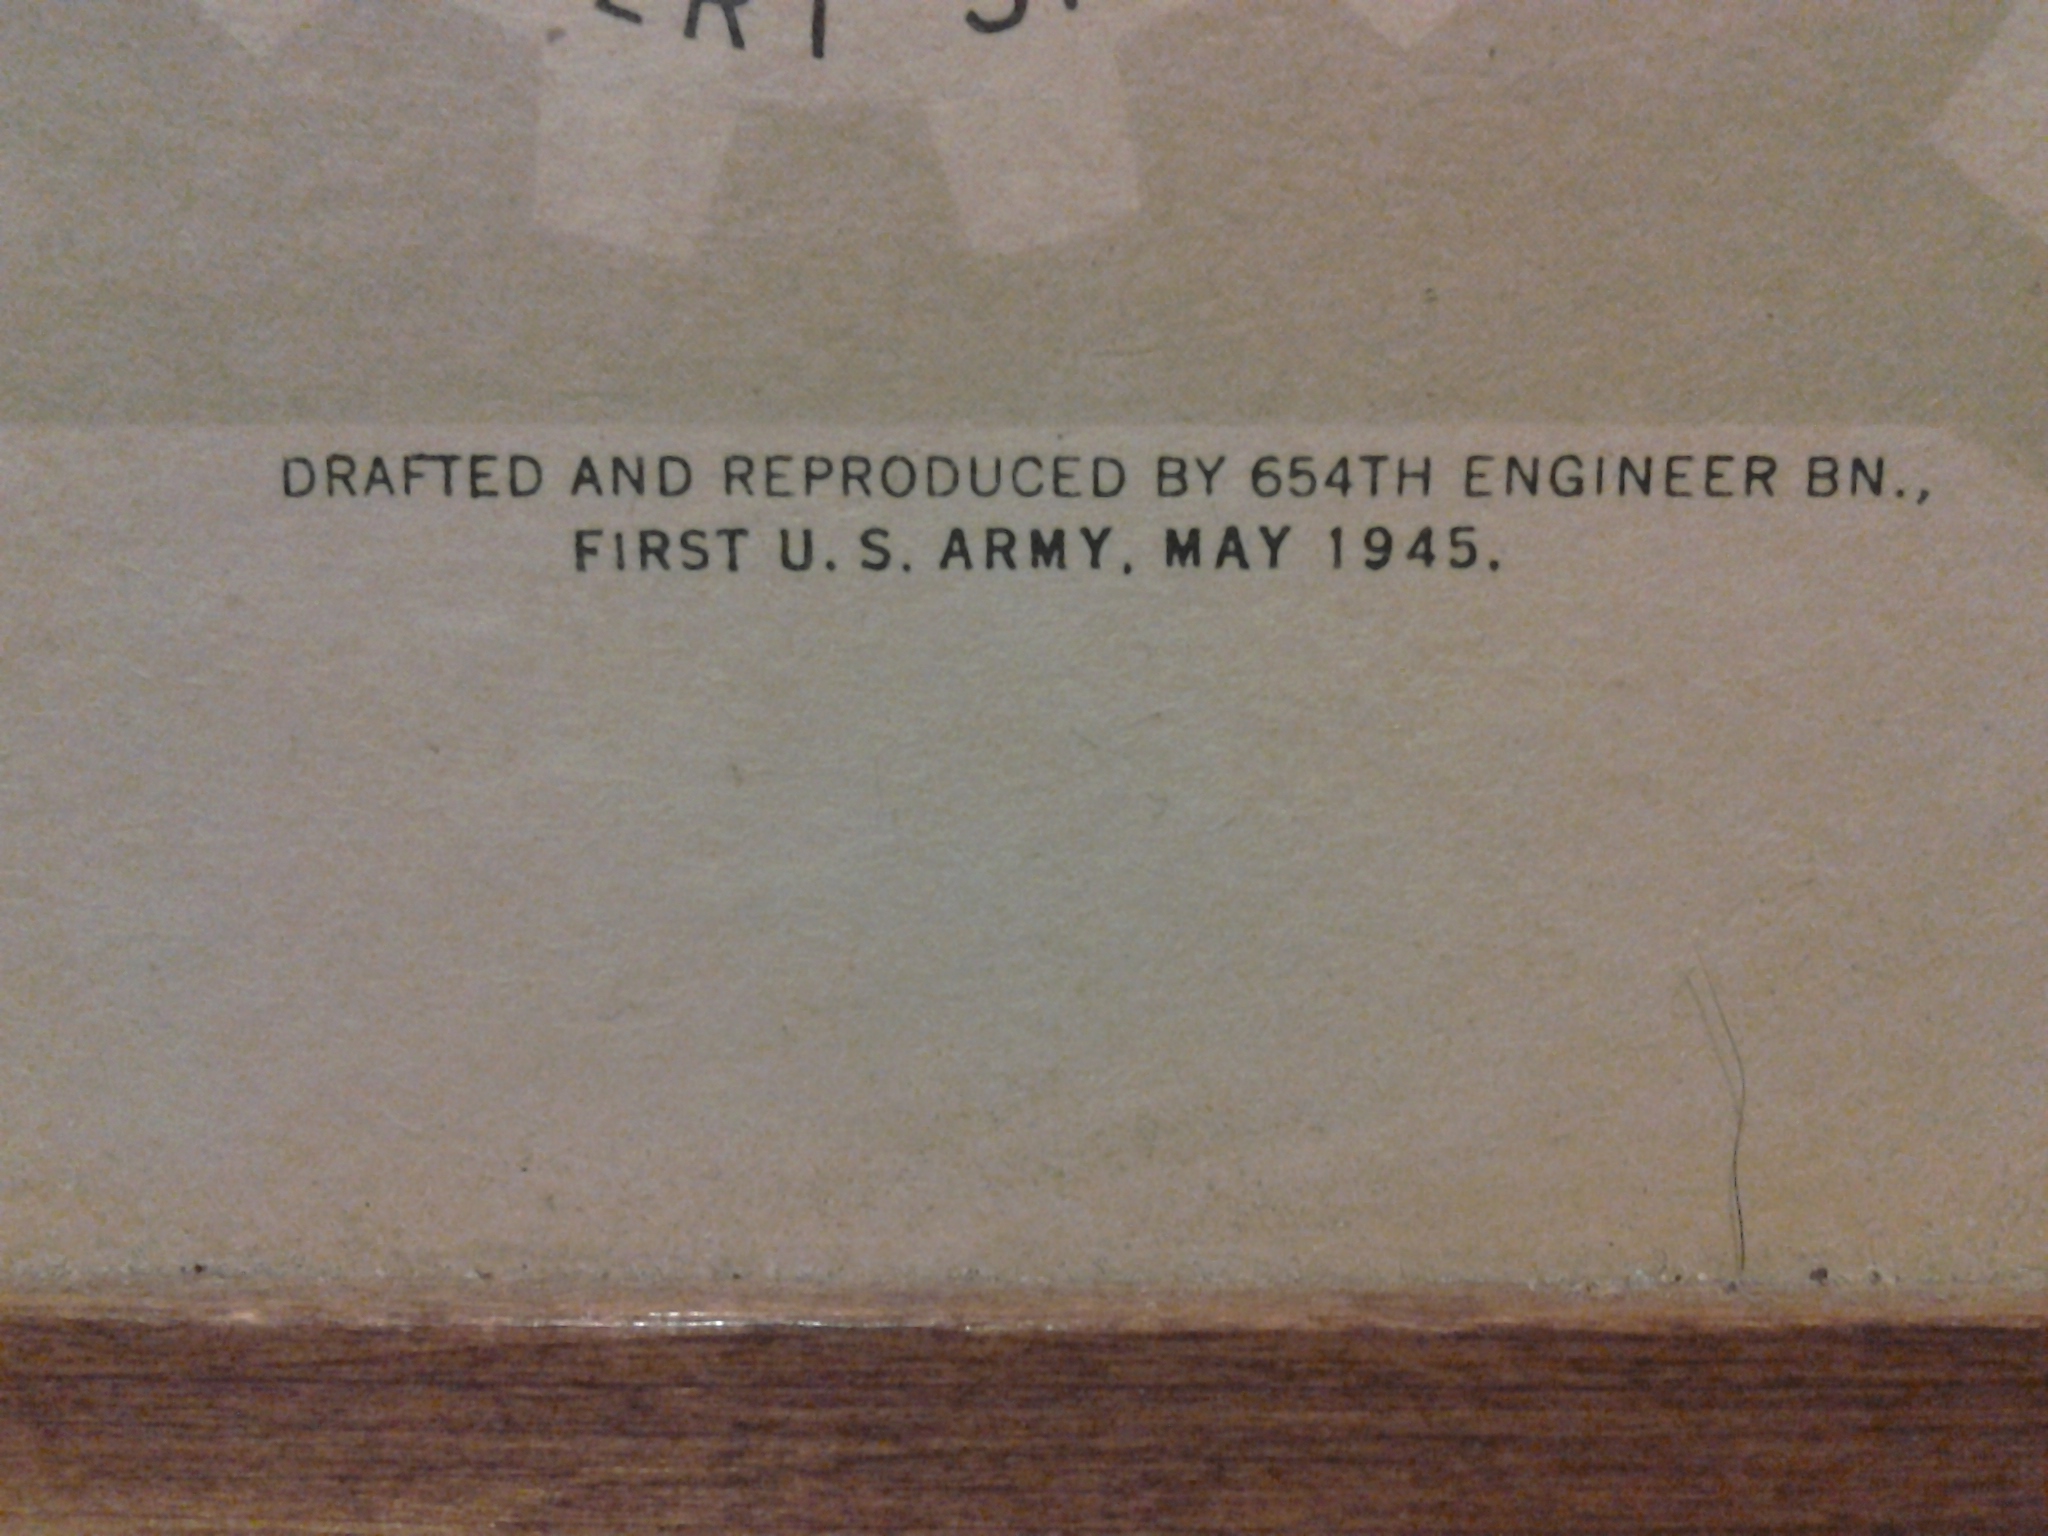 DRAFTED AND REPRODUCED BY 654TH ENGINEER BN.,
FIRST U. S. ARMY, MAY 1945.